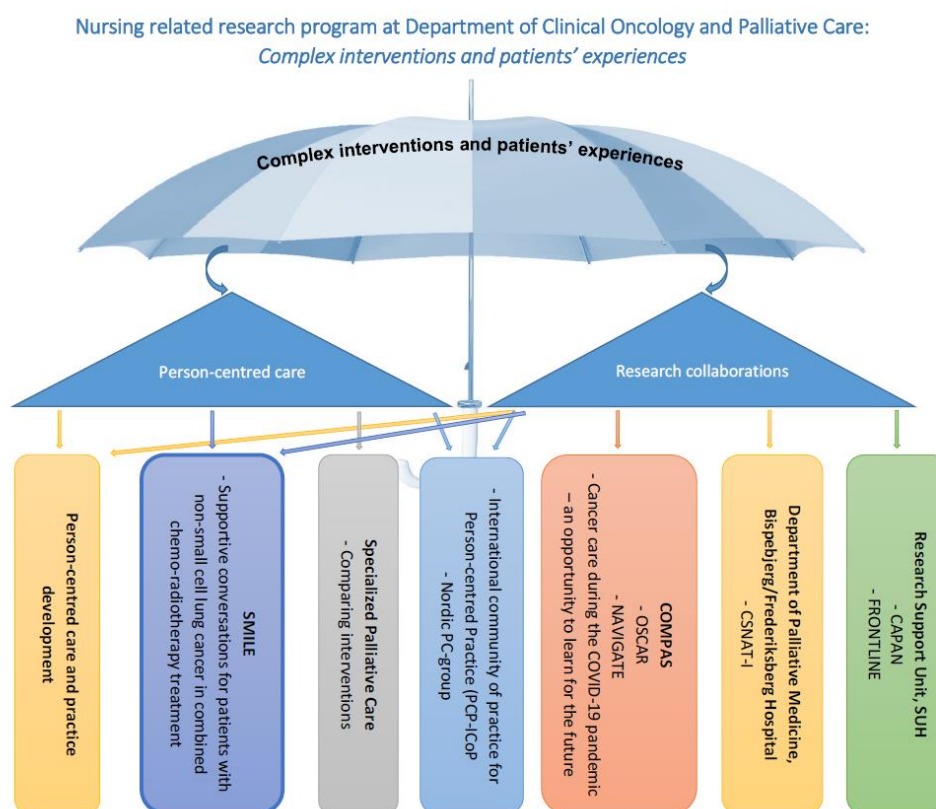 Nursing related research program at Department of Clinical Oncology and Palliative Care:
Complex interventions and patients’ experiences
Complex interventions and patients’ experiences
Person-centred care
Research collaborations
Person-centred care and practice
development
SMILE
- Supportive conversations for patients with
non-small cell lung cancer in combined
chemo-radiotherapy treatment
Specialized Palliative Care
- Comparing interventions
- International community of practice for
Person-centred Practice (PCP-ICoP
- Nordic PC-group
COMPAS
- OSCAR
- NAVIGATE
- Cancer care during the COVID-19 pandemic
– an opportunity to learn for the future
Department of Palliative Medicine,
Bispebjerg/Frederiksberg Hospital
- CSNAT-I
Research Support Unit, SUH
- CAPAN
- FRONTLINE